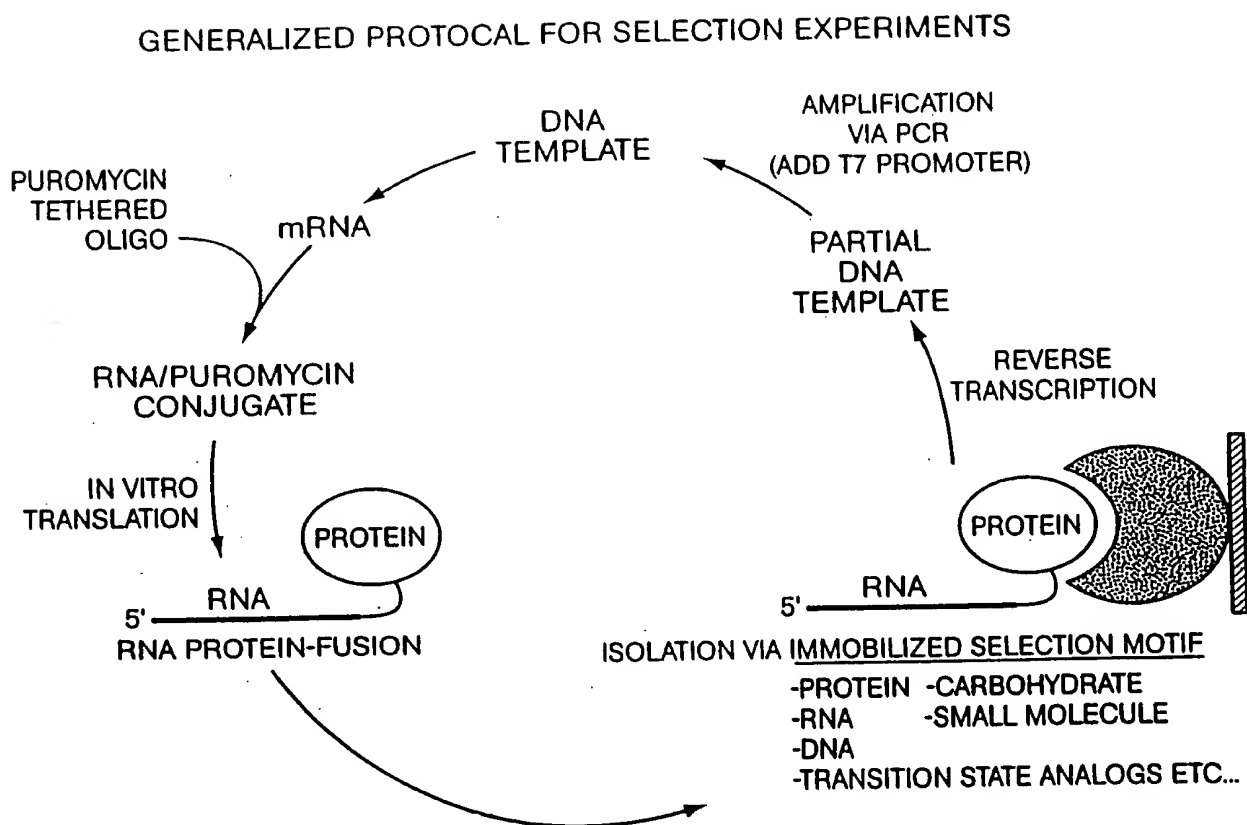 GENERALIZED PROTOCAL FOR SELECTION EXPERIMENTS
DNA
TEMPLATE
AMPLIFICATION
VIA PCR
(ADD T7 PROMOTER)
PUROMYCIN
TETHERED
OLIGO
mRNA
PARTIAL
DNA
TEMPLATE
RNA/PUROMYCIN
CONJUGATE
REVERSE
TRANSCRIPTION
IN VITRO
TRANSLATION
PROTEIN
RNA
5'
RNA PROTEIN-FUSION
PROTEIN
RNA
5'
ISOLATION VIA IMMOBILIZED SELECTION MOTIF
-PROTEIN -CARBOHYDRATE
-RNA -SMALL MOLECULE
-DNA
-TRANSITION STATE ANALOGS ETC...